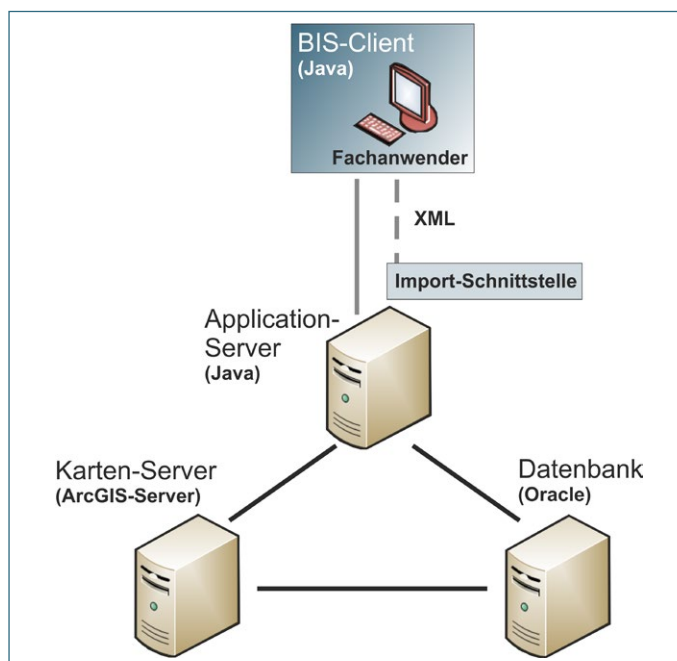 BIS-Client
(Java)
Fachanwender
XML
Import-Schnittstelle
Application-
Server
(Java)
Karten-Server
(ArcGIS-Server)
Datenbank
(Oracle)